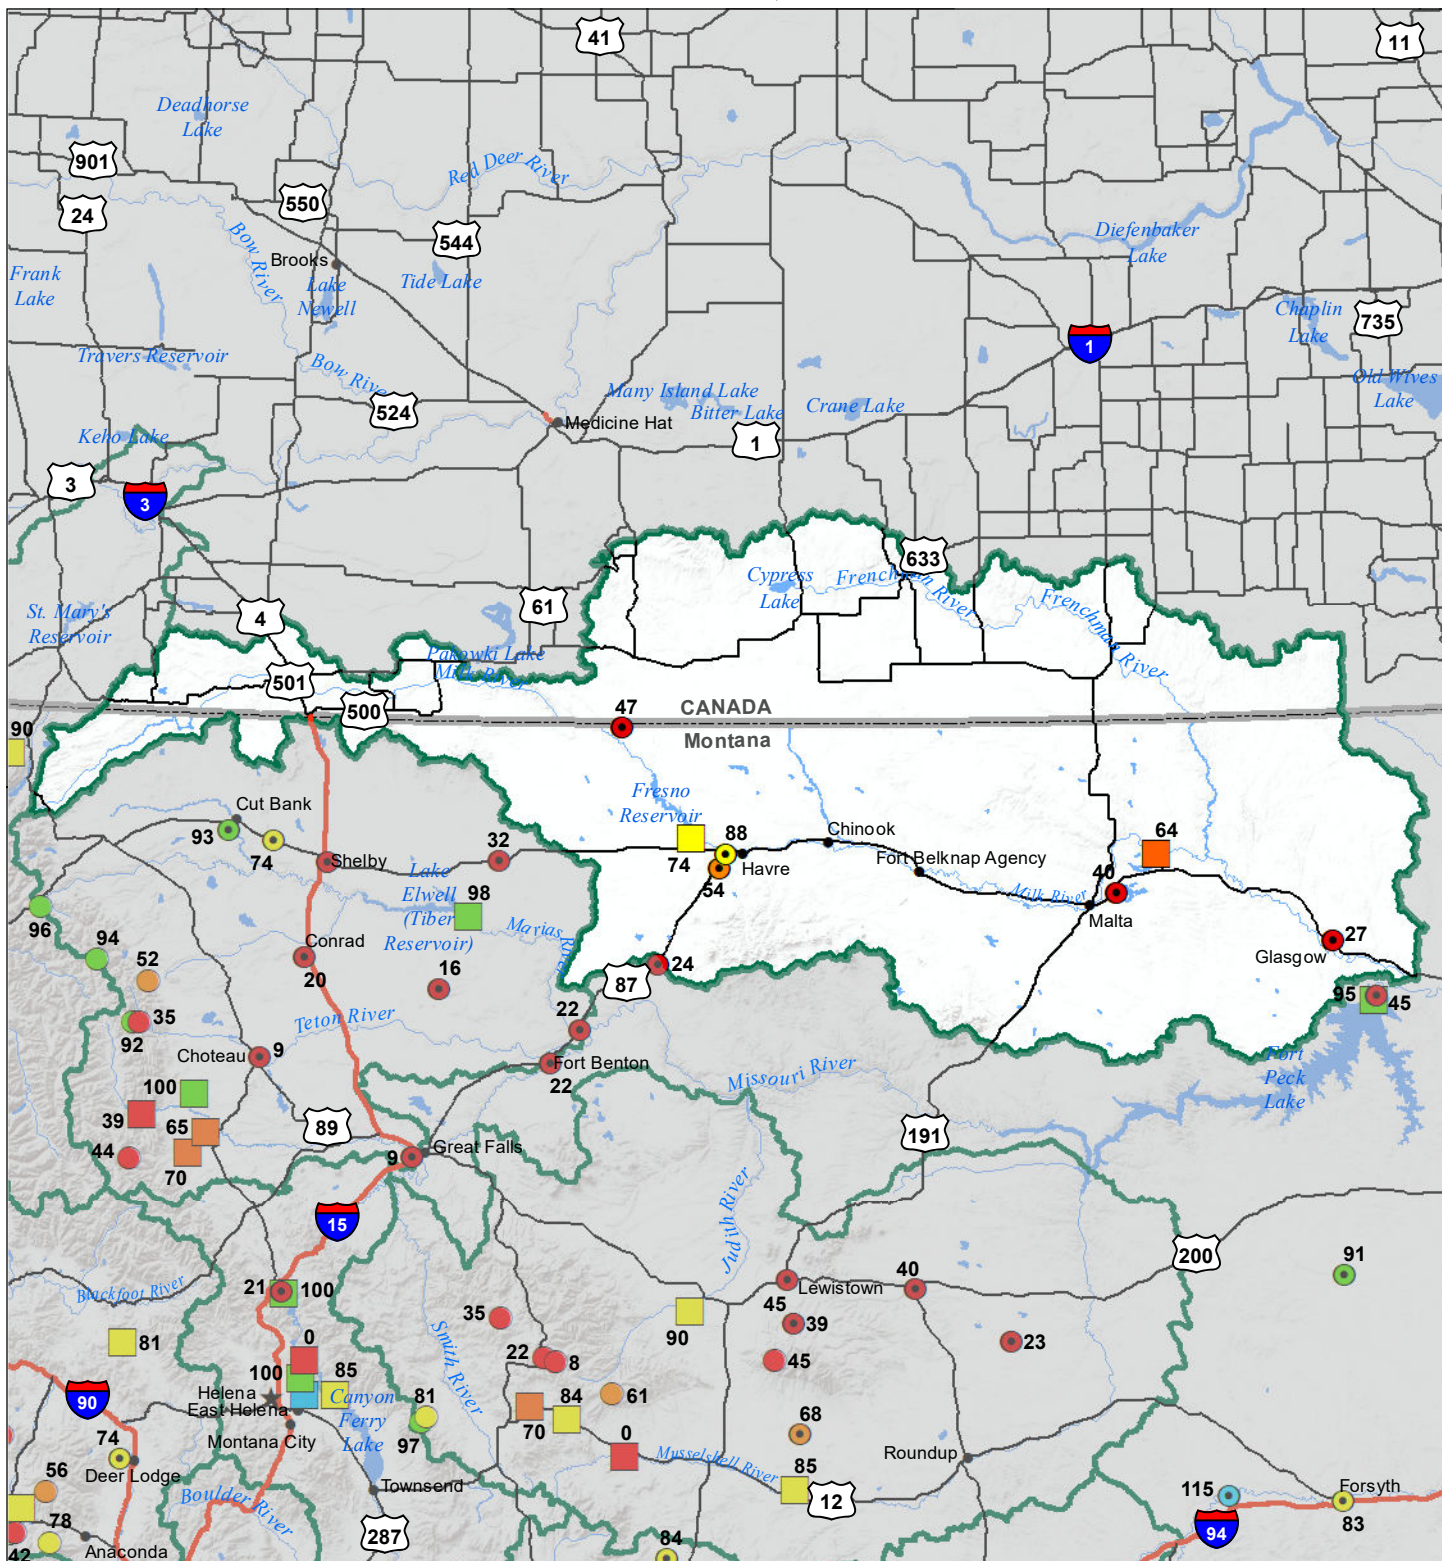 41
11
Deadhorse
Lake
901
Red Deer River
550
24
544
Bow River
Diefenbaker
Lake
Brooks
Frank
Lake
Tide Lake
Lake
Newell
Chaplin
Lake
735
1
Travers Reservoir
Bow River
Many Island Lake
Old Wives
Lake
524
Bitter Lake
Crane Lake
Medicine Hat
Keho Lake
1
3
3
633
Cypress
Lake
Frenchman River
Frenchman River
61
St. Mary's
Reservoir
4
Pakowki Lake
Milk River
501
500
47
CANADA
Montana
90
Fresno
Reservoir
Cut Bank
93
74
Shelby
32
74
88
Havre
54
Chinook
Fort Belknap Agency
64
40
Milk River
Malta
Lake
Elwell
(Tiber
Reservoir)
98
Marias River
96
94
52
Conrad
20
16
24
87
27
Glasgow
95
45
35
92
Teton River
22
Choteau
9
Fort Benton
22
Missouri River
Fort
Peck
Lake
100
39
65
44
70
89
Great Falls
9
191
15
Judith River
200
Blackfoot River
21
100
Lewistown
40
91
45
39
35
90
23
81
0
Smith River
22
8
45
100
85
Helena
East Helena
Canyon
Ferry
Lake
81
97
61
90
70
84
68
0
Montana City
74
Deer Lodge
Musselshell River
Roundup
Townsend
85
12
56
Boulder River
115
Forsyth
83
94
78
42
Anaconda
287
84